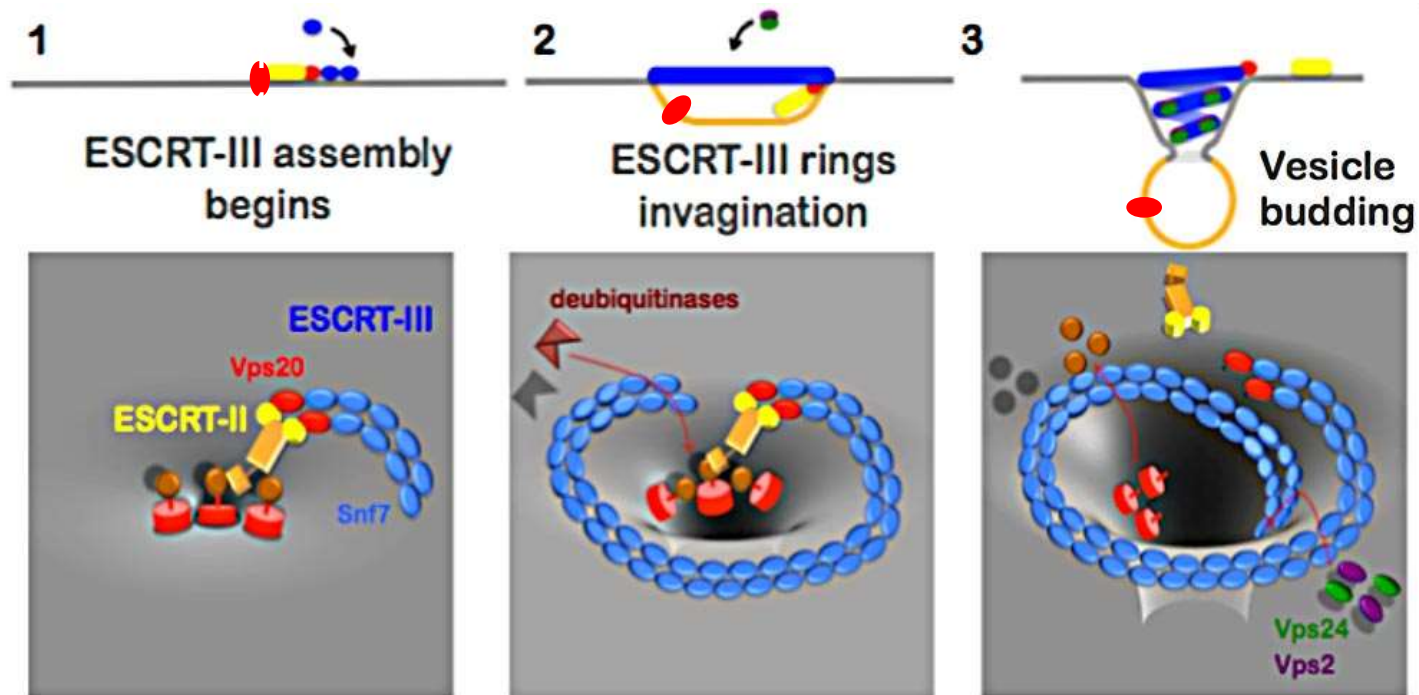 1
2
3
ESCRT-III assembly
begins
ESCRT-III rings
invagination
Vesicle
budding
ESCRT-III
Vps20
ESCRT-II
Snf7
deubiquitinases
Vps24
Vps2